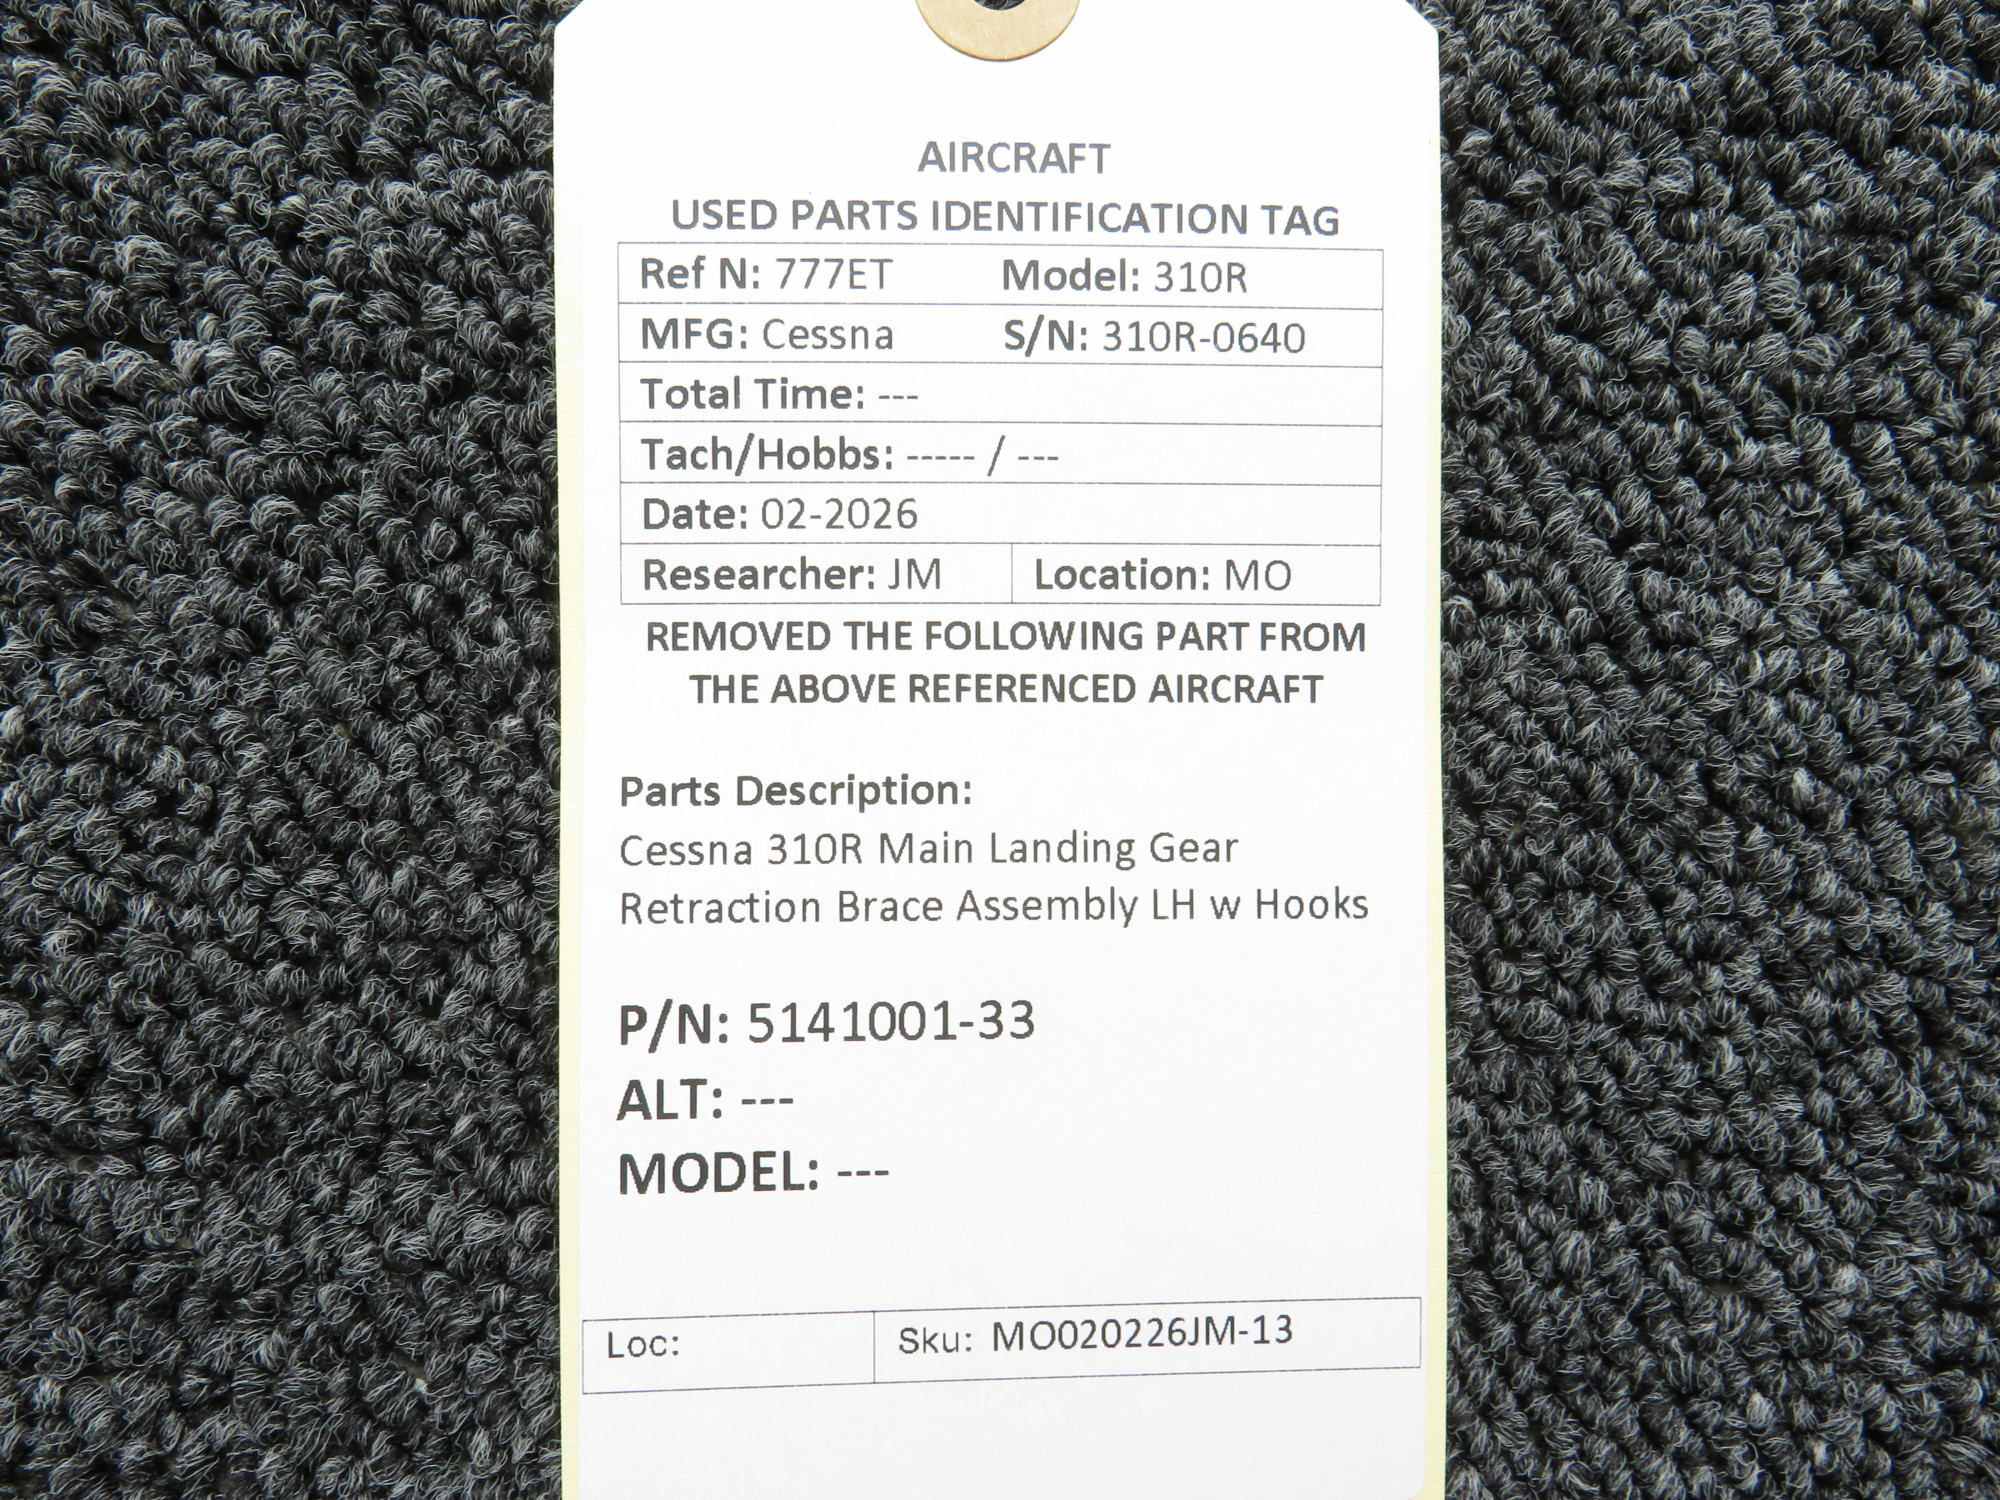 AIRCRAFT
USED PARTS IDENTIFICATION TAG
Ref N: 777ET Model: 310R
MFG: Cessna S/N: 310R-0640
Total Time: ---
Tach/Hobbs: ----- / ---
Date: 02-2026
Researcher: JM Location: MO
REMOVED THE FOLLOWING PART FROM
THE ABOVE REFERENCED AIRCRAFT
Parts Description:
Cessna 310R Main Landing Gear
Retraction Brace Assembly LH w Hooks
P/N: 5141001-33
ALT: ---
MODEL: ---
Loc: Sku: MO020226JM-13